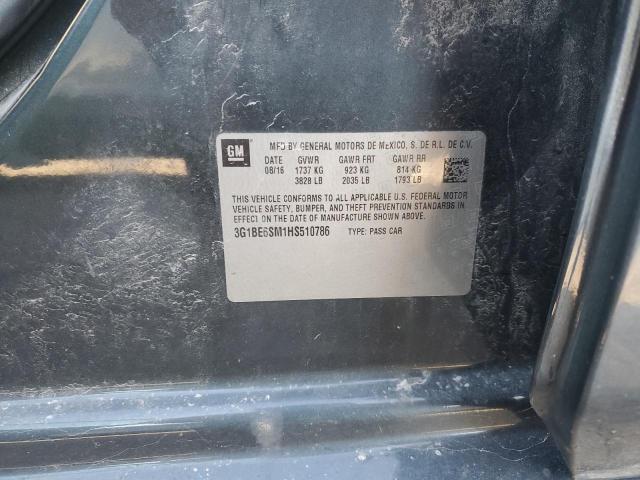 GM
MFD BY GENERAL MOTORS DE MEXICO, S. DE R.L. DE C.V.
DATE GVWR GAWR FRT GAWR RR
08/16 1737 KG 923 KG 814 KG
3828 LB 2035 LB 1793 LB
THIS VEHICLE CONFORMS TO ALL APPLICABLE U.S. FEDERAL MOTOR
VEHICLE SAFETY, BUMPER, AND THEFT PREVENTION STANDARDS IN
EFFECT ON THE DATE OF MANUFACTURE SHOWN ABOVE.
3G1BE6SM1HS510786 TYPE: PASS CAR